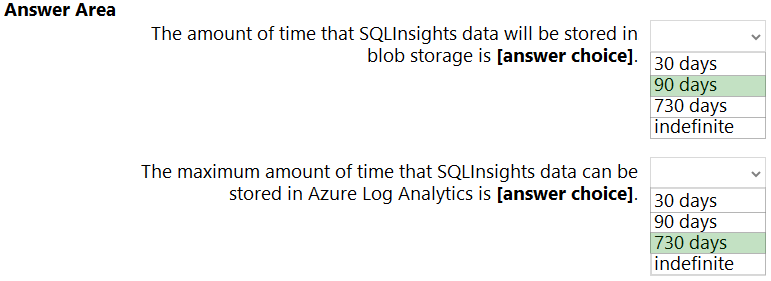 Answer Area
The amount of time that SQLInsights data will be stored in
blob storage is [answer choice].
30 days
90 days
730 days
indefinite
The maximum amount of time that SQLInsights data can be
stored in Azure Log Analytics is [answer choice].
30 days
90 days
730 days
indefinite